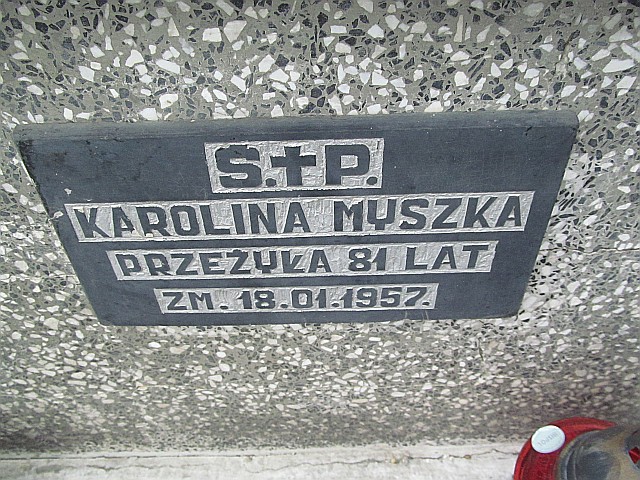 S.†P.
KAROLINA MYSZKA
PRZEŻYŁA 81 LAT
ZM. 18.01.1957.